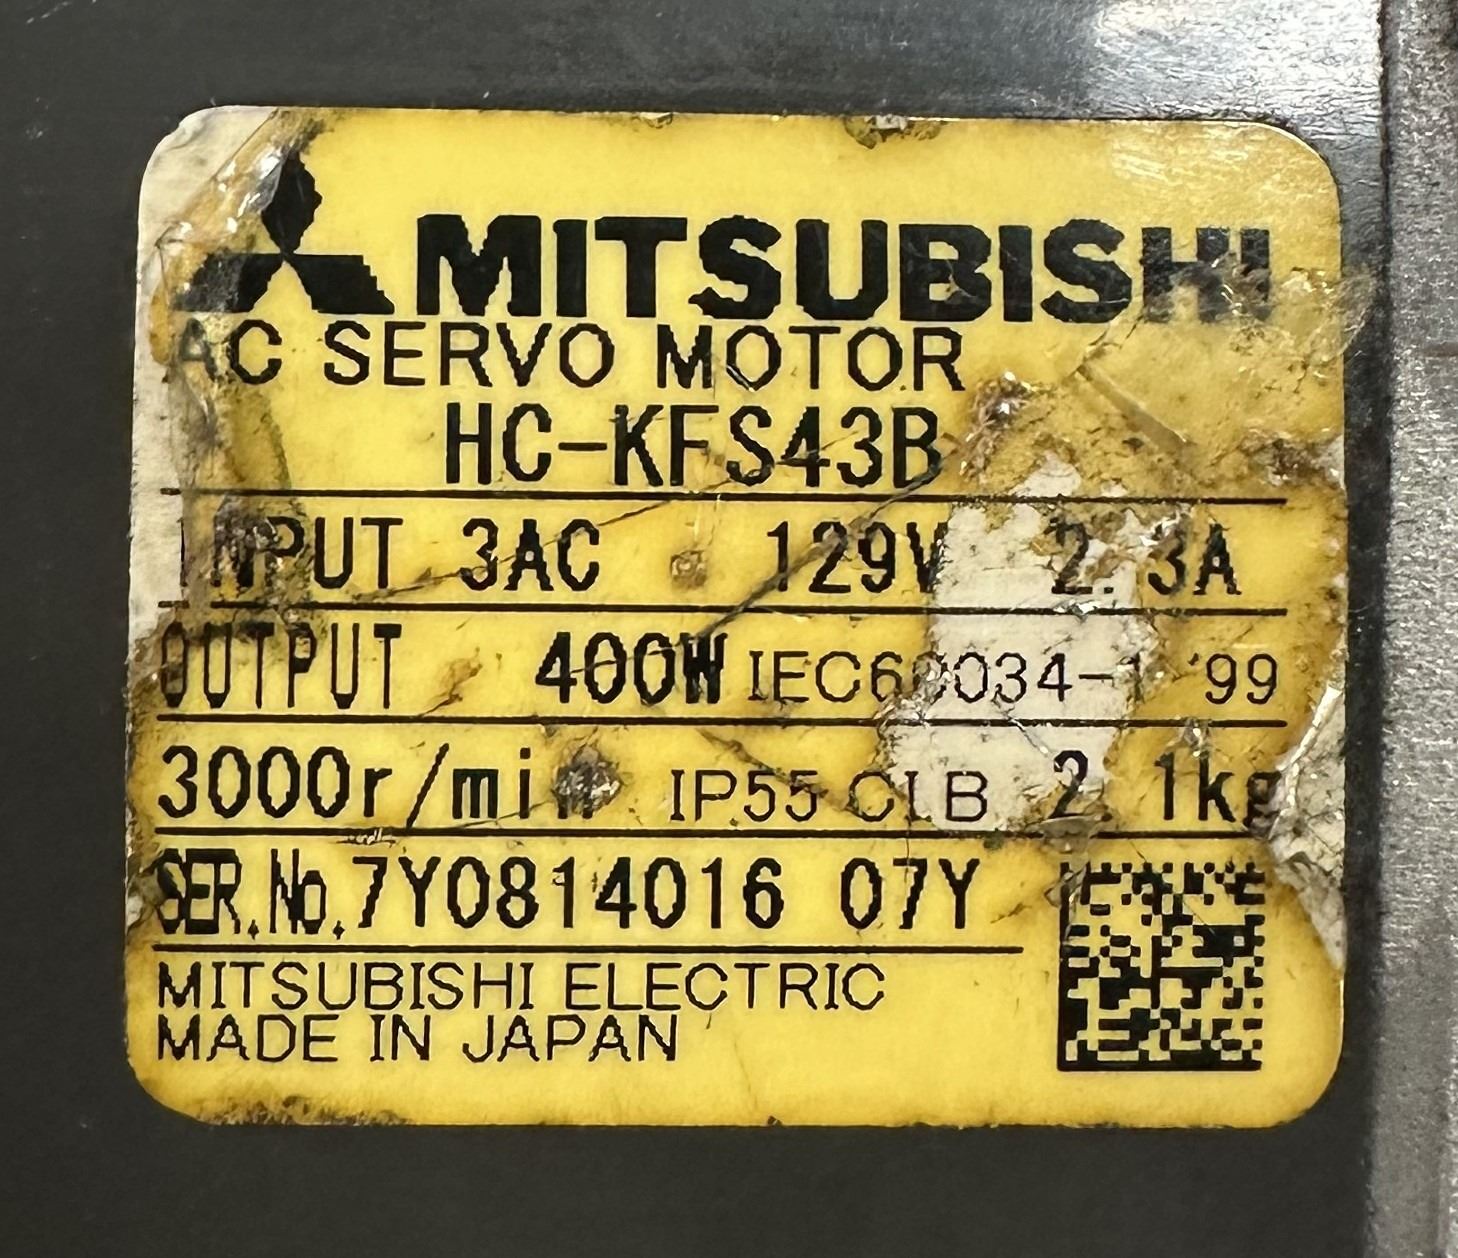 MITSUBISHI
AC SERVO MOTOR
HC-KFS43B
INPUT 3AC 129V 2.3A
OUTPUT 400W IEC60034-1 '99
3000r/min IP55 Cl B 2.1kg
SER.No.7Y0814016 07Y
MITSUBISHI ELECTRIC
MADE IN JAPAN